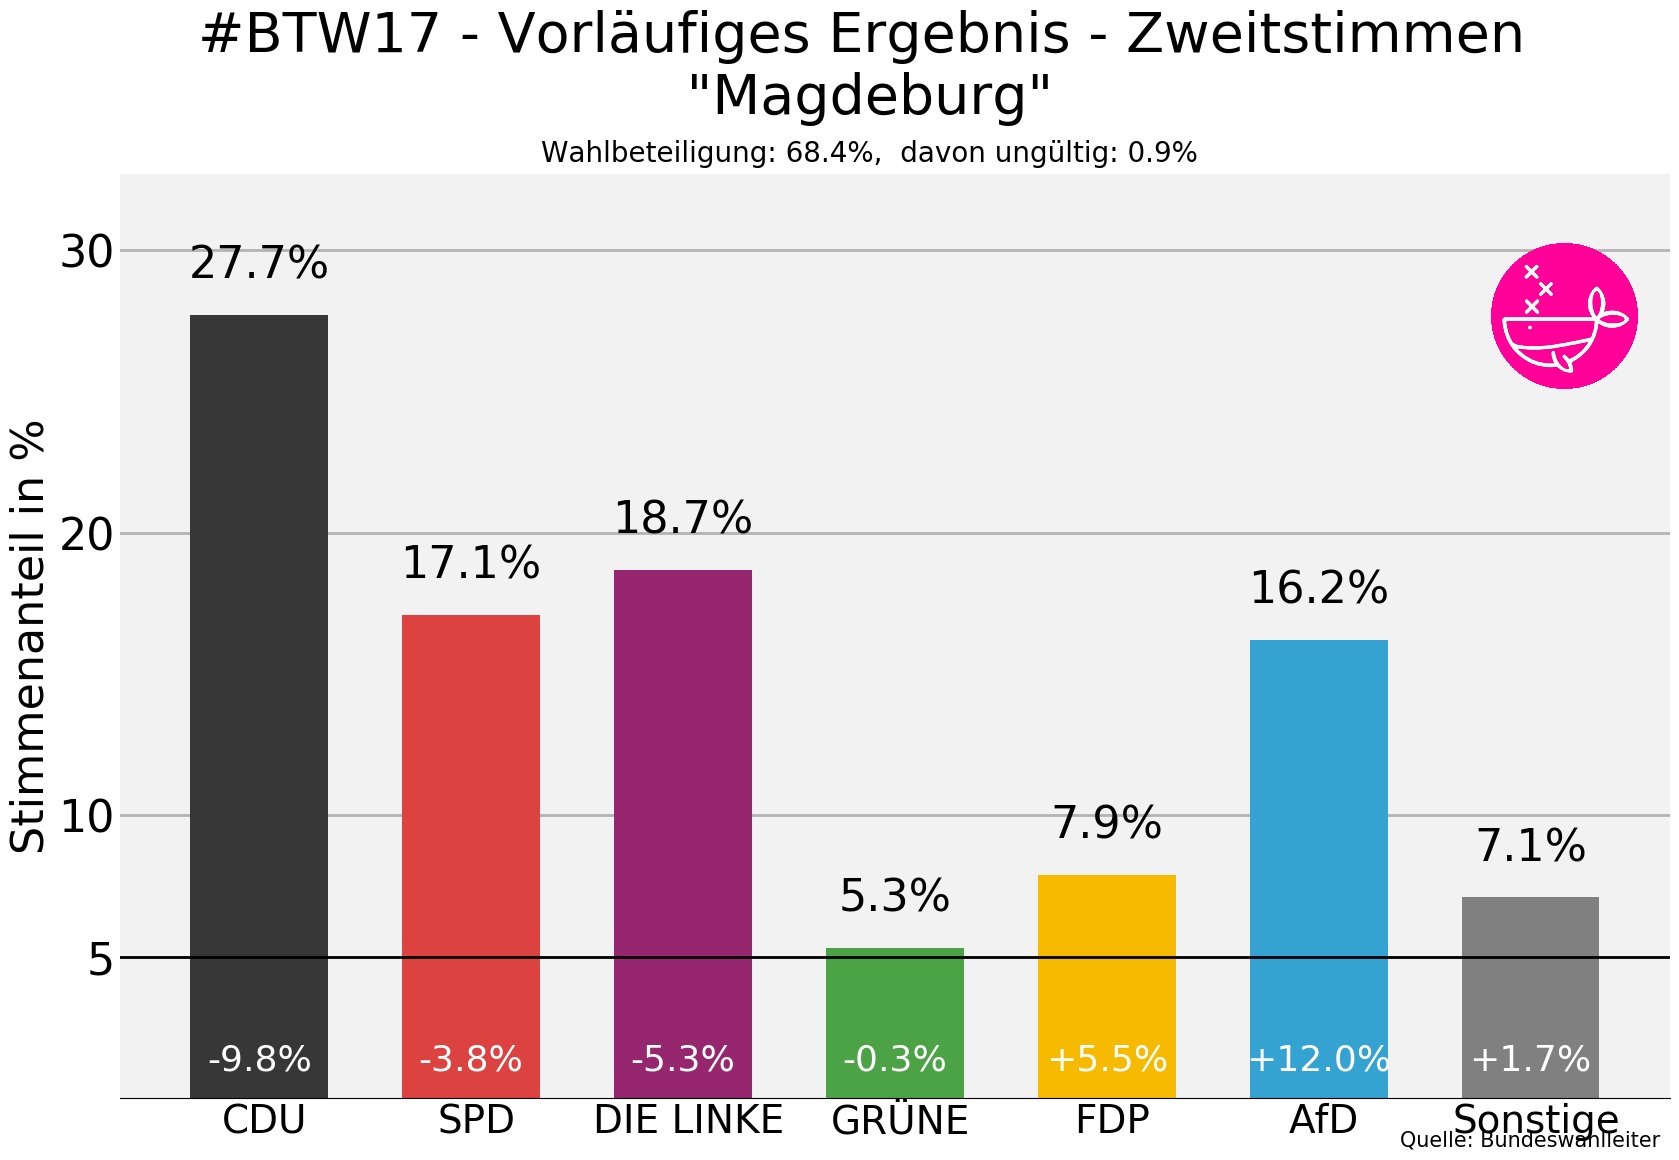 #BTW17 - Vorläufiges Ergebnis - Zweitstimmen
"Magdeburg"
Wahlbeteiligung: 68.4%,  davon ungültig: 0.9%
Stimmenanteil in %
30
20
10
5
27.7%
17.1%
18.7%
5.3%
7.9%
16.2%
7.1%
-9.8%
-3.8%
-5.3%
-0.3%
+5.5%
+12.0%
+1.7%
CDU
SPD
DIE LINKE
GRÜNE
FDP
AfD
Sonstige
Quelle: Bundeswahlleiter